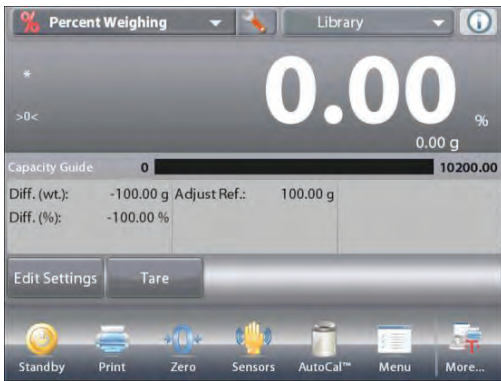 % Percent Weighing Library
*
0.00 %
>0<
0.00 g
Capacity Guide 0 10200.00
Diff. (wt.): -100.00 g Adjust Ref.: 100.00 g
Diff. (%): -100.00 %
Edit Settings Tare
Standby Print Zero Sensors AutoCal™ Menu More...